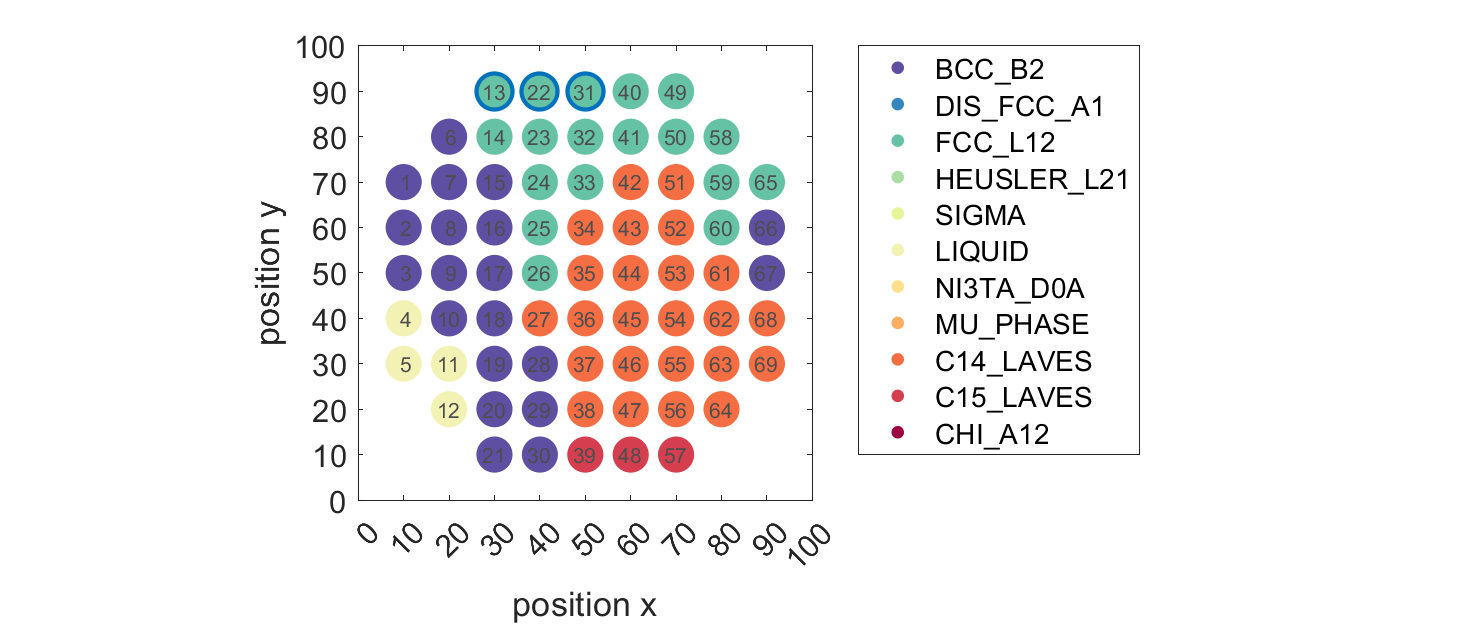 100
90
80
70
60
50
40
30
20
10
0
position y
13 22 31 40 49
6 14 23 32 41 50 58
1 7 15 24 33 42 51 59 65
2 8 16 25 34 43 52 60 66
3 9 17 26 35 44 53 61 67
4 10 18 27 36 45 54 62 68
5 11 19 28 37 46 55 63 69
12 20 29 38 47 56 64
21 30 39 48 57
0 10 20 30 40 50 60 70 80 90 100
position x
BCC_B2
DIS_FCC_A1
FCC_L12
HEUSLER_L21
SIGMA
LIQUID
NI3TA_D0A
MU_PHASE
C14_LAVES
C15_LAVES
CHI_A12